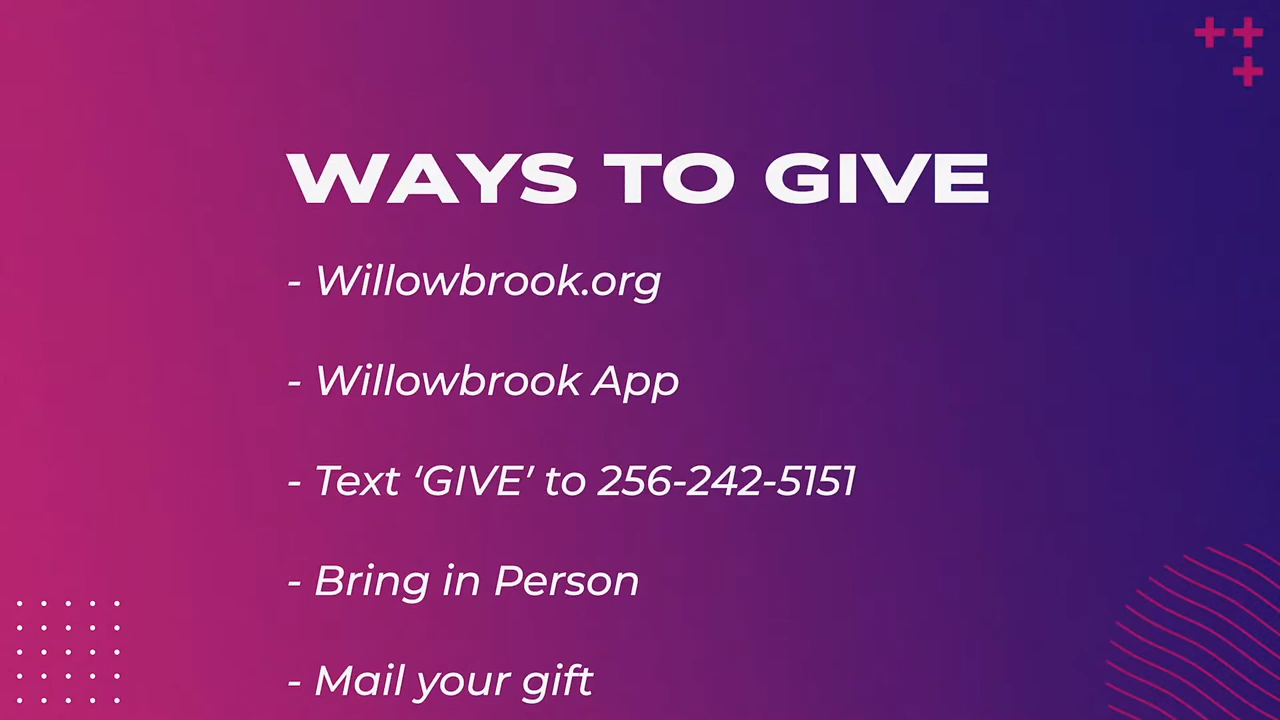 WAYS TO GIVE
- Willowbrook.org
- Willowbrook App
- Text ‘GIVE’ to 256-242-5151
- Bring in Person
- Mail your gift